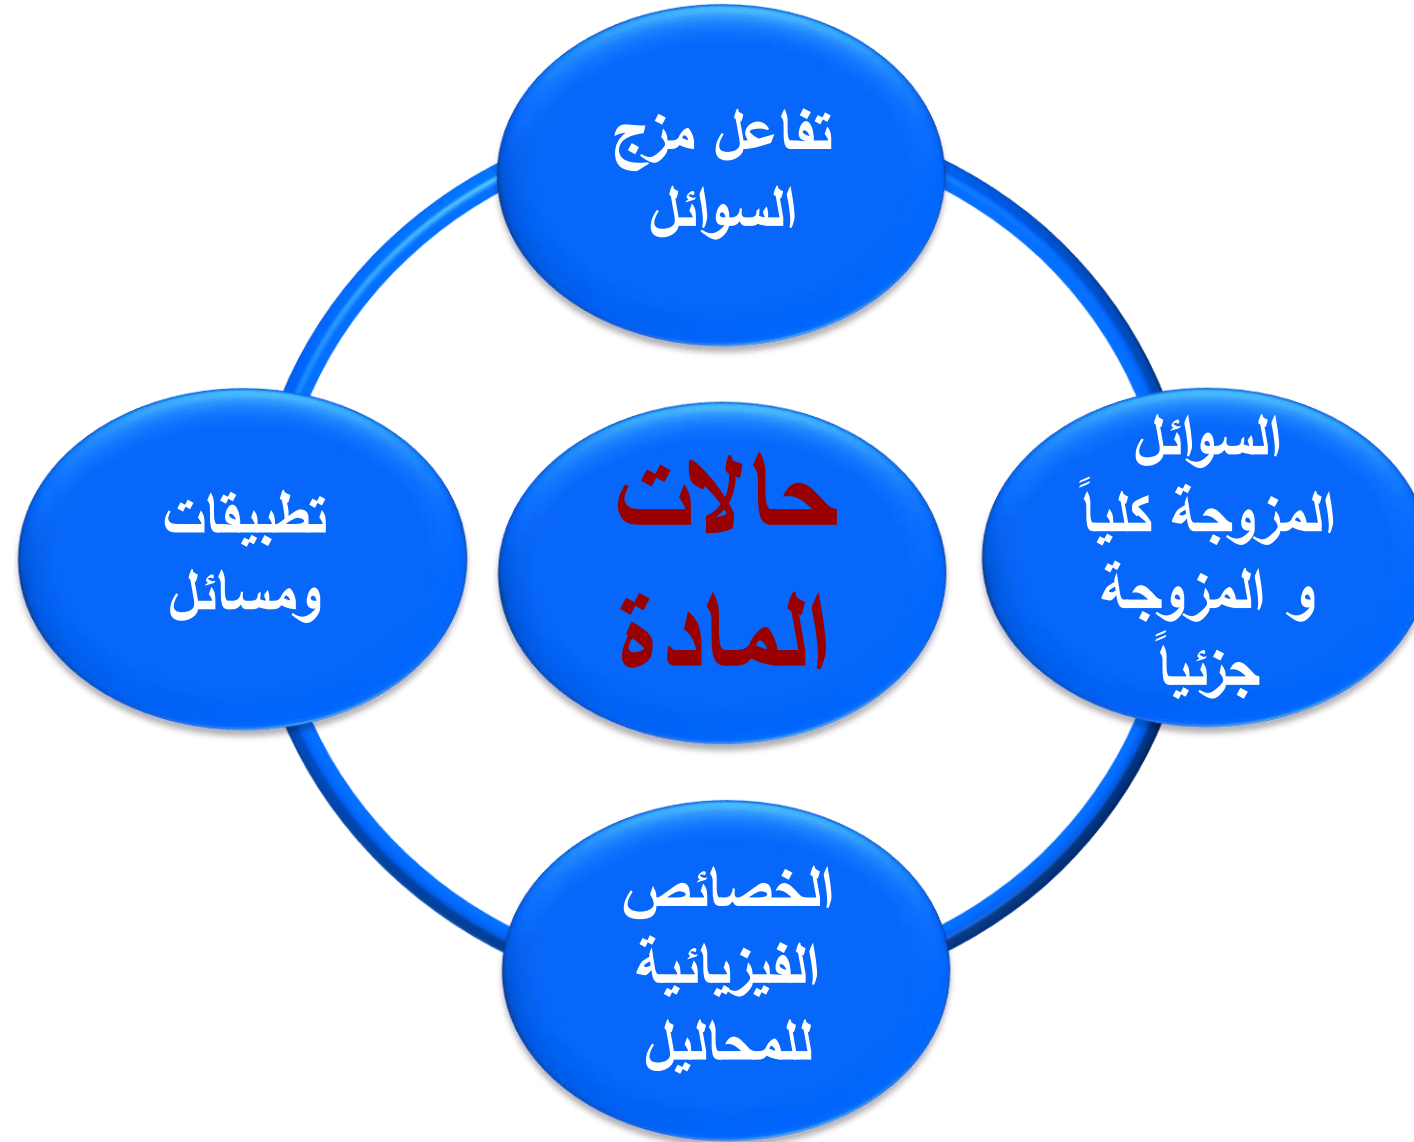 تفاعل مزج
السوائل
السوائل
المزوجة كلياً
و المزوجة
جزئياً
حالات
المادة
تطبيقات
ومسائل
الخصائص
الفيزيائية
للمحاليل